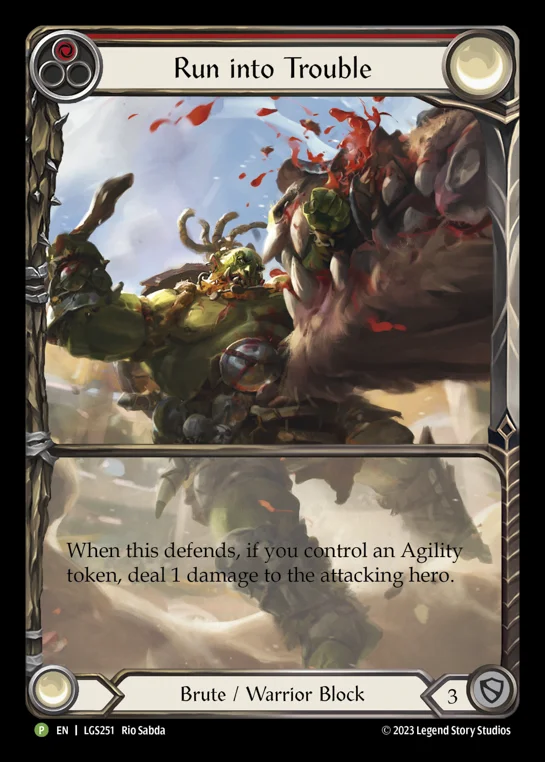 Run into Trouble
When this defends, if you control an Agility
token, deal 1 damage to the attacking hero.
Brute / Warrior Block
3
P EN | LGS251 Rio Sabda
© 2023 Legend Story Studios